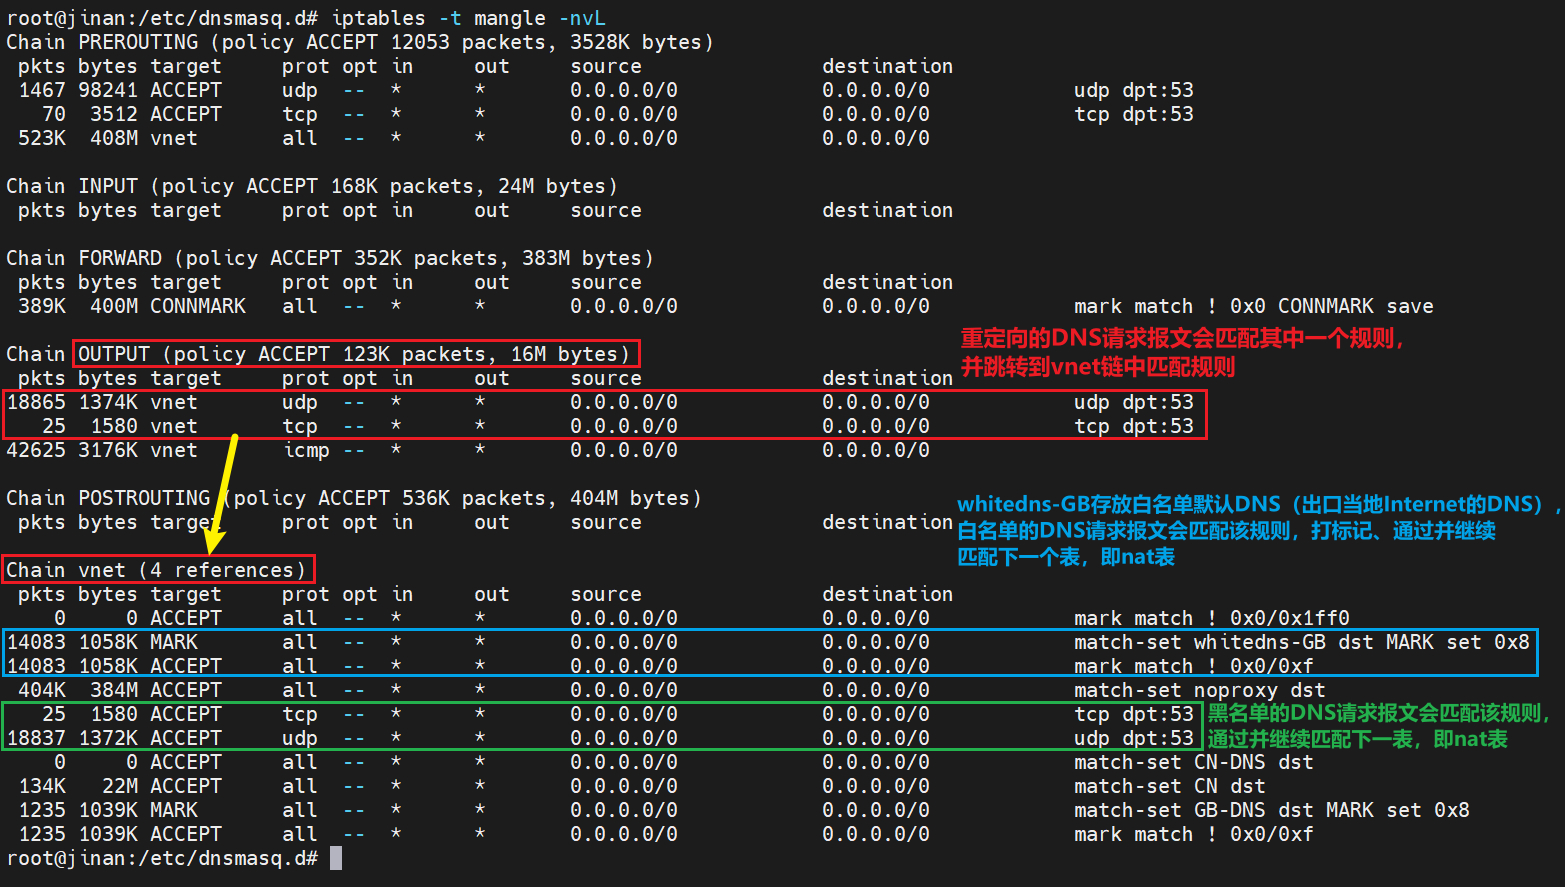 root@jinan:/etc/dnsmasq.d# iptables -t mangle -nvL
Chain PREROUTING (policy ACCEPT 12053 packets, 3528K bytes)
 pkts bytes target     prot opt in     out     source               destination
 1467 98241 ACCEPT     udp  --  *      *       0.0.0.0/0            0.0.0.0/0            udp dpt:53
   70  3512 ACCEPT     tcp  --  *      *       0.0.0.0/0            0.0.0.0/0            tcp dpt:53
 523K  408M vnet       all  --  *      *       0.0.0.0/0            0.0.0.0/0
Chain INPUT (policy ACCEPT 168K packets, 24M bytes)
 pkts bytes target     prot opt in     out     source               destination
Chain FORWARD (policy ACCEPT 352K packets, 383M bytes)
 pkts bytes target     prot opt in     out     source               destination
 389K  400M CONNMARK   all  --  *      *       0.0.0.0/0            0.0.0.0/0            mark match ! 0x0 CONNMARK save
重定向的DNS请求报文会匹配其中一个规则,
并跳转到vnet链中匹配规则
Chain OUTPUT (policy ACCEPT 123K packets, 16M bytes)
 pkts bytes target     prot opt in     out     source               destination
18865 1374K vnet       udp  --  *      *       0.0.0.0/0            0.0.0.0/0            udp dpt:53
   25  1580 vnet       tcp  --  *      *       0.0.0.0/0            0.0.0.0/0            tcp dpt:53
42625 3176K vnet       icmp --  *      *       0.0.0.0/0            0.0.0.0/0
Chain POSTROUTING (policy ACCEPT 536K packets, 404M bytes)
 pkts bytes target     prot opt in     out     source               destination
whitedns-GB存放白名单默认DNS（出口当地Internet的DNS）,
白名单的DNS请求报文会匹配该规则，打标记、通过并继续
匹配下一个表，即nat表
Chain vnet (4 references)
 pkts bytes target     prot opt in     out     source               destination
    0     0 ACCEPT     all  --  *      *       0.0.0.0/0            0.0.0.0/0            mark match ! 0x0/0x1ff0
14083 1058K MARK       all  --  *      *       0.0.0.0/0            0.0.0.0/0            match-set whitedns-GB dst MARK set 0x8
14083 1058K ACCEPT     all  --  *      *       0.0.0.0/0            0.0.0.0/0            mark match ! 0x0/0xf
 404K  384M ACCEPT     all  --  *      *       0.0.0.0/0            0.0.0.0/0            match-set noproxy dst
   25  1580 ACCEPT     tcp  --  *      *       0.0.0.0/0            0.0.0.0/0            tcp dpt:53
18837 1372K ACCEPT     udp  --  *      *       0.0.0.0/0            0.0.0.0/0            udp dpt:53
黑名单的DNS请求报文会匹配该规则,
通过并继续匹配下一表，即nat表
    0     0 ACCEPT     all  --  *      *       0.0.0.0/0            0.0.0.0/0            match-set CN-DNS dst
 134K   22M ACCEPT     all  --  *      *       0.0.0.0/0            0.0.0.0/0            match-set CN dst
 1235 1039K MARK       all  --  *      *       0.0.0.0/0            0.0.0.0/0            match-set GB-DNS dst MARK set 0x8
 1235 1039K ACCEPT     all  --  *      *       0.0.0.0/0            0.0.0.0/0            mark match ! 0x0/0xf
root@jinan:/etc/dnsmasq.d#